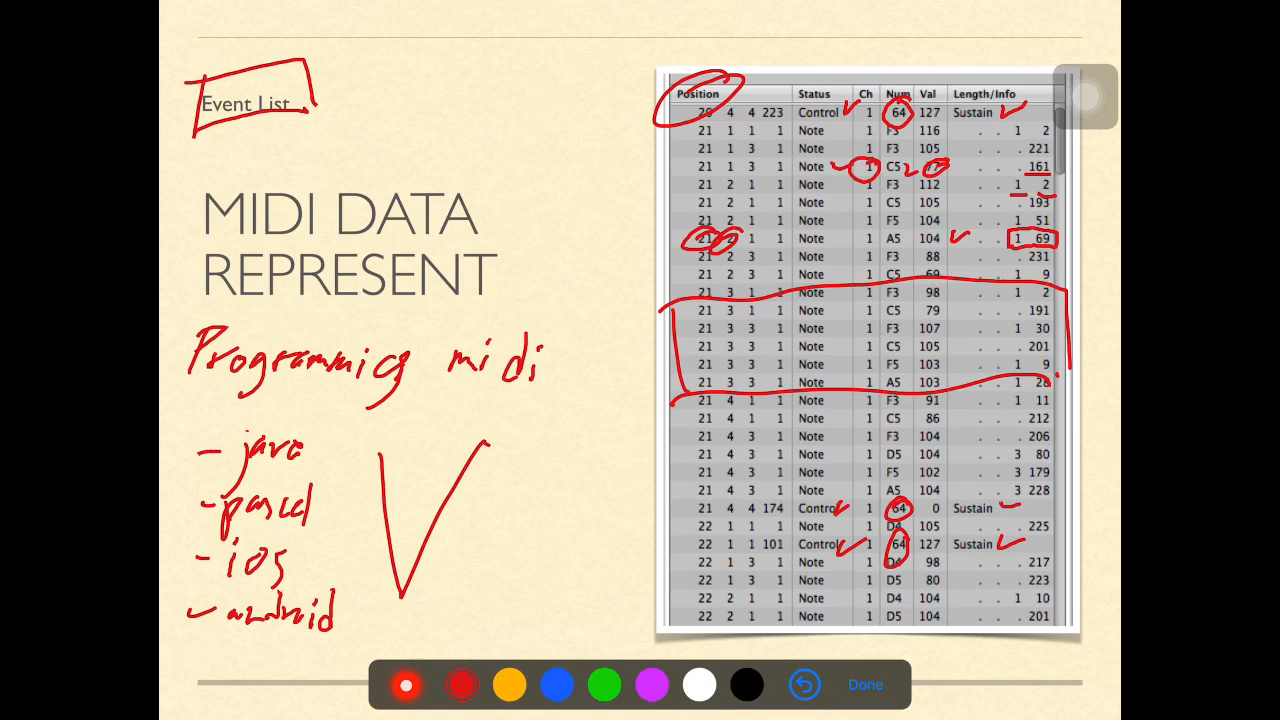 Event List
MIDI DATA
REPRESENT
Programmics midi
- java
- pascal
- ios
- android
Position Status Ch Num Val Length/Info
20 4 4 223 Control 1 64 127 Sustain
21 1 1 1 Note 1 F3 116 . . 1 2
21 1 3 1 Note 1 F3 105 . . . 221
21 1 3 1 Note 1 C5 77 . . . 161
21 2 1 1 Note 1 F3 112 . . 1 2
21 2 1 1 Note 1 C5 105 . . . 193
21 2 1 1 Note 1 F5 104 . . 1 51
21 2 1 1 Note 1 A5 104 . . 1 69
21 2 3 1 Note 1 F3 88 . . . 231
21 2 3 1 Note 1 C5 69 . . 1 9
21 3 1 1 Note 1 F3 98 . . 1 2
21 3 1 1 Note 1 C5 79 . . . 191
21 3 3 1 Note 1 F3 107 . . 1 30
21 3 3 1 Note 1 C5 105 . . . 201
21 3 3 1 Note 1 F5 103 . . 1 9
21 3 3 1 Note 1 A5 103 . . 1 28
21 4 1 1 Note 1 F3 91 . . 1 11
21 4 1 1 Note 1 C5 86 . . . 212
21 4 3 1 Note 1 F3 104 . . . 206
21 4 3 1 Note 1 D5 104 . . 3 80
21 4 3 1 Note 1 F5 102 . . 3 179
21 4 3 1 Note 1 A5 104 . . 3 228
21 4 4 174 Control 1 64 0 Sustain
22 1 1 1 Note 1 D4 105 . . . 225
22 1 1 101 Control 1 64 127 Sustain
22 1 3 1 Note 1 D4 98 . . . 217
22 1 3 1 Note 1 D5 80 . . . 223
22 2 1 1 Note 1 D4 104 . . 1 10
22 2 1 1 Note 1 D5 104 . . . 201
Done